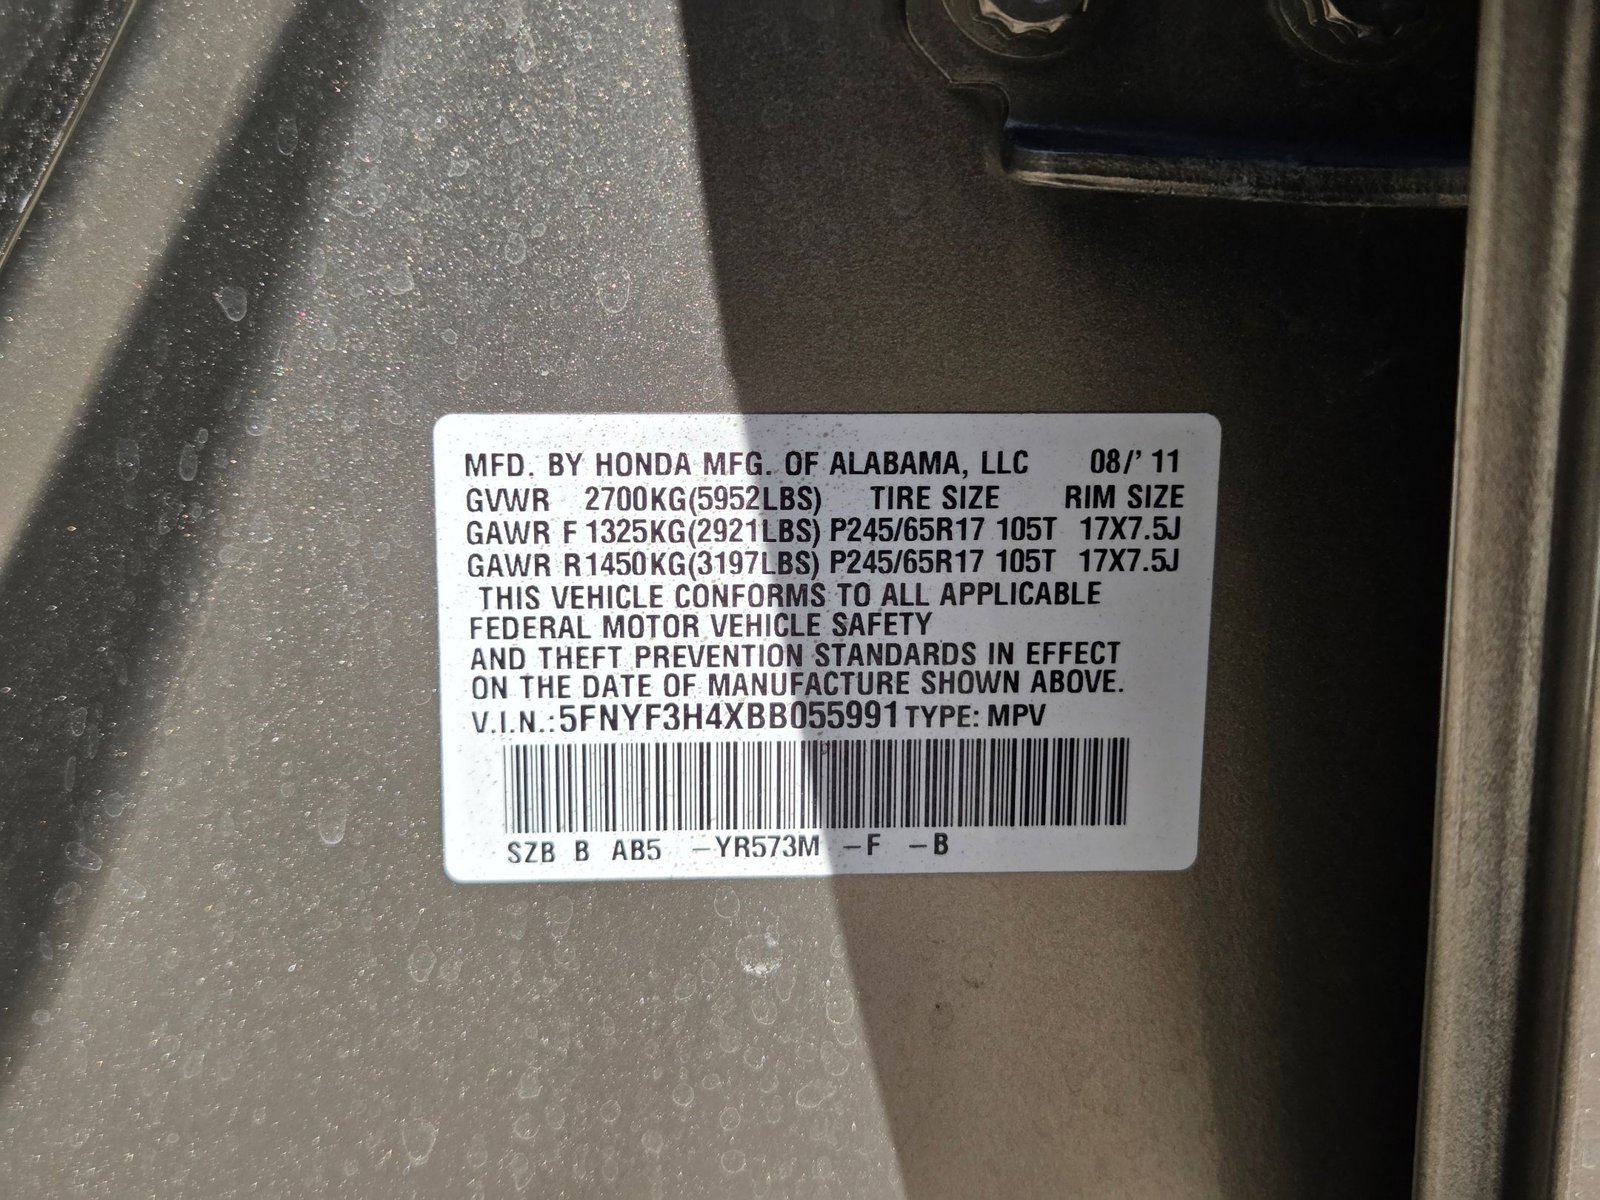 MFD. BY HONDA MFG. OF ALABAMA, LLC 08/' 11
GVWR 2700KG(5952LBS) TIRE SIZE RIM SIZE
GAWR F 1325KG(2921LBS) P245/65R17 105T 17X7.5J
GAWR R1450KG(3197LBS) P245/65R17 105T 17X7.5J
THIS VEHICLE CONFORMS TO ALL APPLICABLE
FEDERAL MOTOR VEHICLE SAFETY
AND THEFT PREVENTION STANDARDS IN EFFECT
ON THE DATE OF MANUFACTURE SHOWN ABOVE.
V.I.N.:5FNYF3H4XBB055991 TYPE: MPV
SZB B AB5 –YR573M –F –B